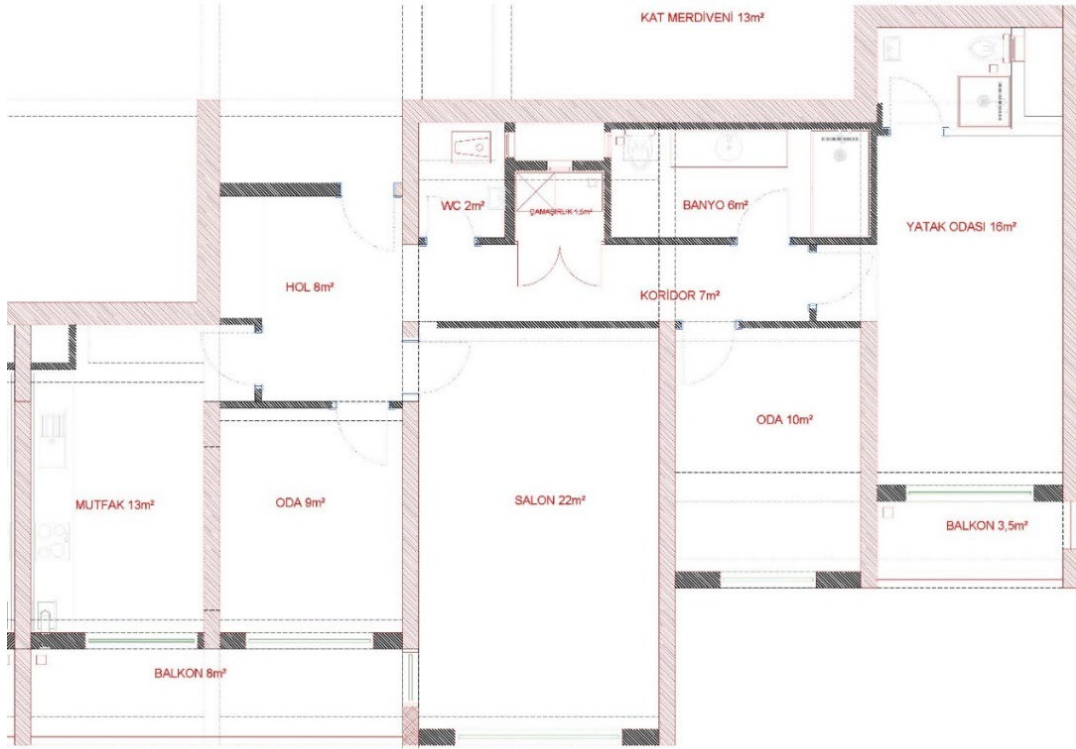 KAT MERDİVENİ 13m²
WC 2m²
ÇAMAŞIRLIK 1,5m²
BANYO 6m²
YATAK ODASI 16m²
HOL 8m²
KORİDOR 7m²
ODA 10m²
MUTFAK 13m²
ODA 9m²
SALON 22m²
BALKON 3,5m²
BALKON 8m²